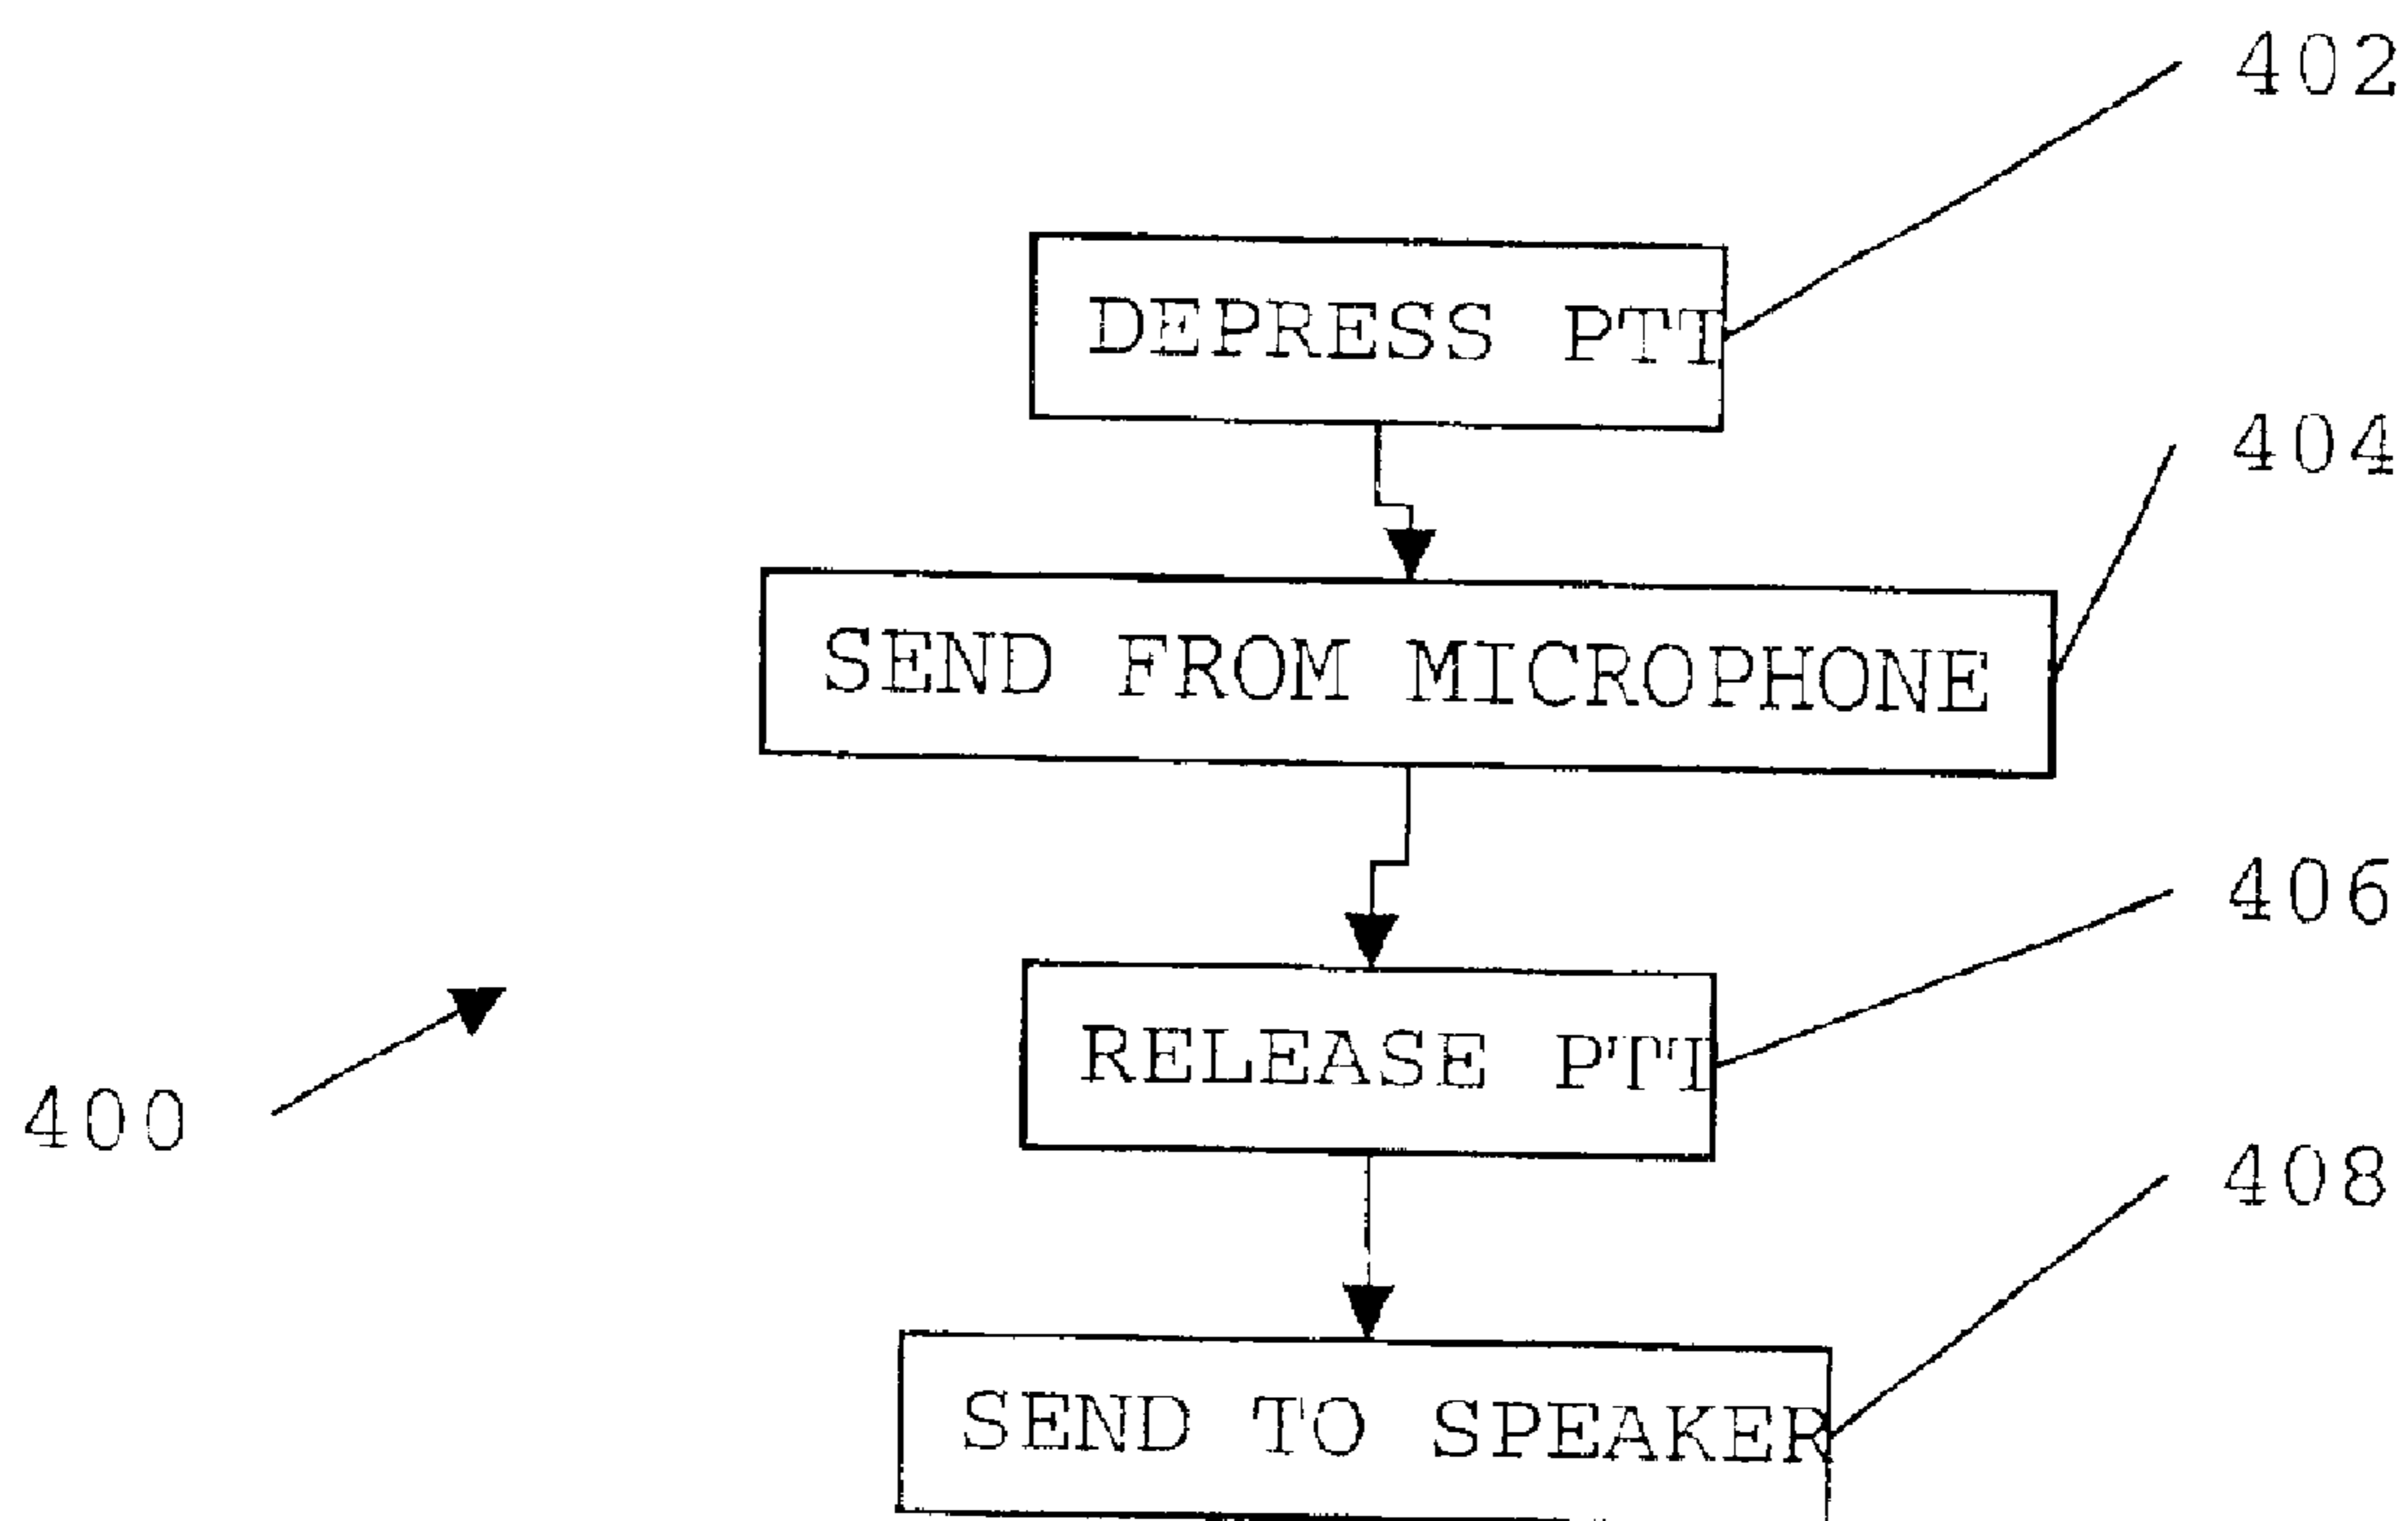 402
DEPRESS PTT
404
SEND FROM MICROPHONE
406
RELEASE PTT
400
408
SEND TO SPEAKER